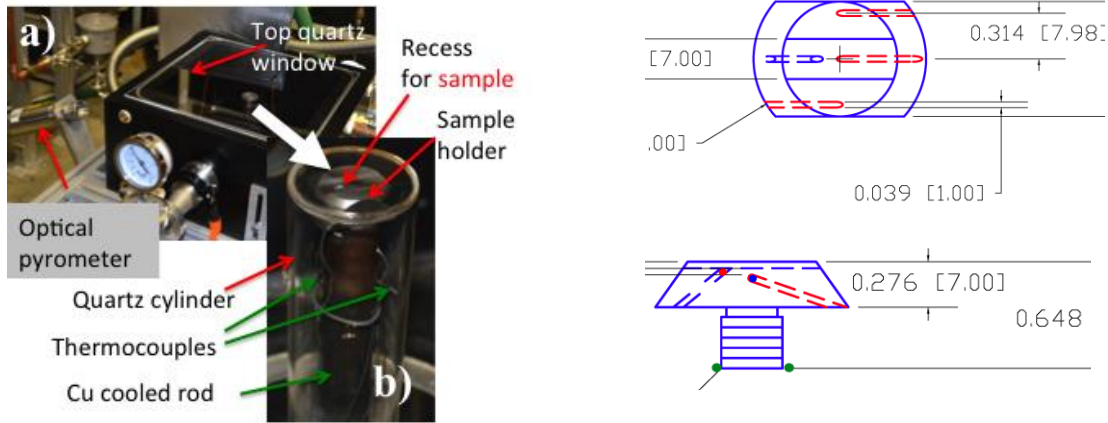 a)
Top quartz
window
Recess
for sample
Sample
holder
Optical
pyrometer
Quartz cylinder
Thermocouples
Cu cooled rod
b)
0.314 [7.98]
[7.00]
.00]
0.039 [1.00]
0.276 [7.00]
0.648